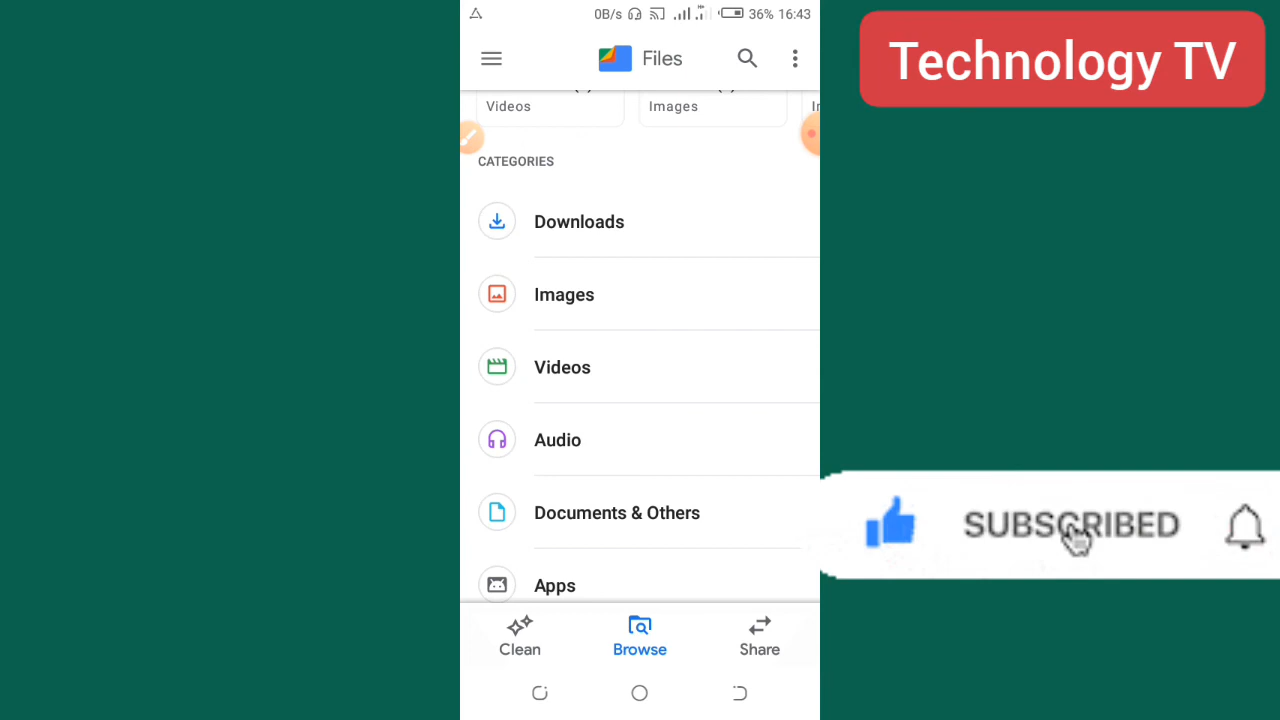 0B/s 36% 16:43
Technology TV
Files
Videos
Images
CATEGORIES
Downloads
Images
Videos
Audio
Documents & Others
Apps
SUBSCRIBED
Clean
Browse
Share